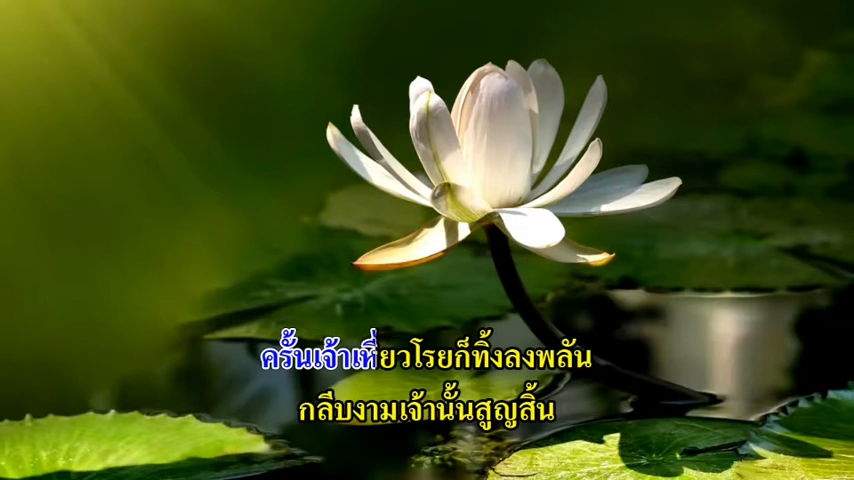 ครั้นเจ้าเหี่ยวโรยก็ทิ้งลงพลัน
กลีบงามเจ้านั้นสูญสิ้น